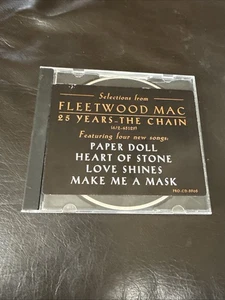 Selections from
FLEETWOOD MAC
25 YEARS-THE CHAIN
Featuring four new songs:
PAPER DOLL
HEART OF STONE
LOVE SHINES
MAKE ME A MASK